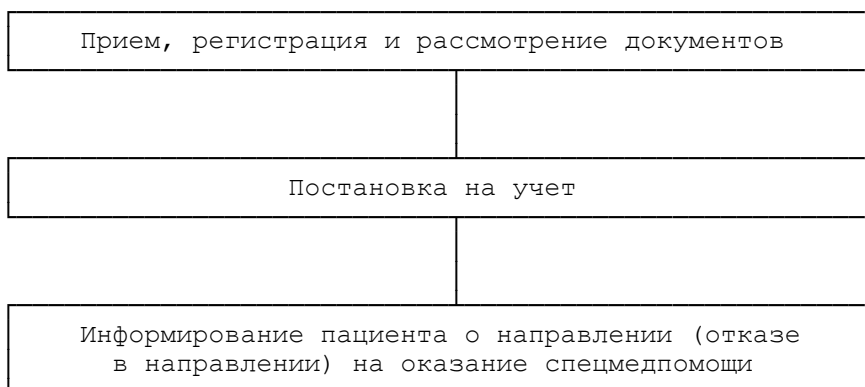 Прием, регистрация и рассмотрение документов
Постановка на учет
Информирование пациента о направлении (отказе
в направлении) на оказание спецмедпомощи